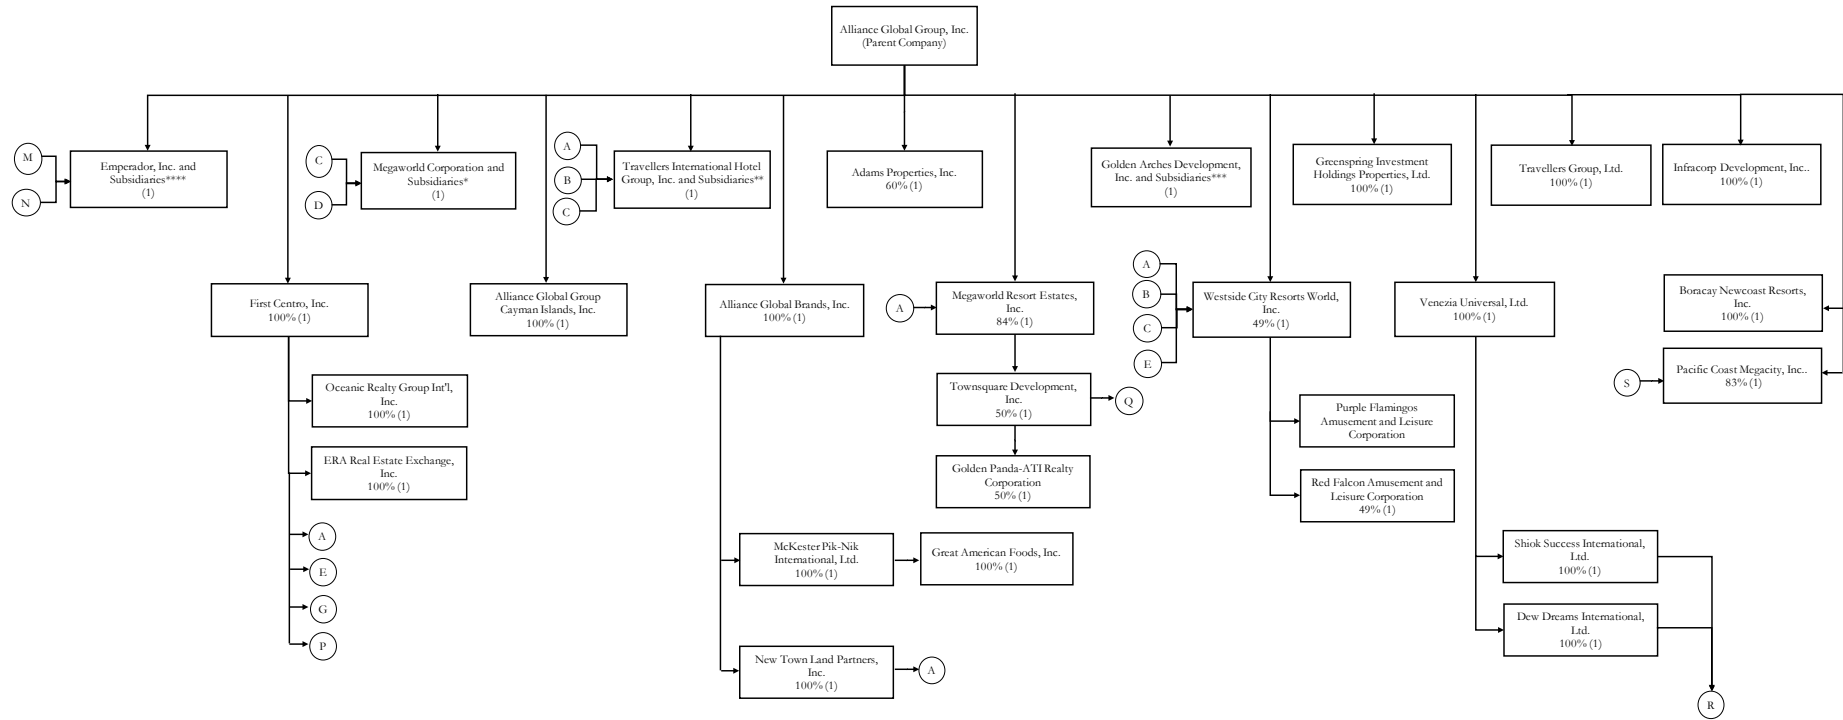 Alliance Global Group, Inc.
(Parent Company)
M
N
Emperador, Inc. and
Subsidiaries****
(1)
C
D
Megaworld Corporation and
Subsidiaries*
(1)
A
B
C
Travellers International Hotel
Group, Inc. and Subsidiaries**
(1)
Adams Properties, Inc.
60% (1)
Golden Arches Development,
Inc. and Subsidiaries***
(1)
Greenspring Investment
Holdings Properties, Ltd.
100% (1)
Travellers Group, Ltd.
100% (1)
Infracorp Development, Inc..
100% (1)
First Centro, Inc.
100% (1)
Alliance Global Group
Cayman Islands, Inc.
100% (1)
Alliance Global Brands, Inc.
100% (1)
A
Megaworld Resort Estates,
Inc.
84% (1)
A
B
C
E
Westside City Resorts World,
Inc.
49% (1)
Venezia Universal, Ltd.
100% (1)
Boracay Newcoast Resorts,
Inc.
100% (1)
S
Pacific Coast Megacity, Inc..
83% (1)
Oceanic Realty Group Int'l,
Inc.
100% (1)
ERA Real Estate Exchange,
Inc.
100% (1)
A
E
G
P
Townsquare Development,
Inc.
50% (1)
Q
Golden Panda-ATI Realty
Corporation
50% (1)
Purple Flamingos
Amusement and Leisure
Corporation
Red Falcon Amusement and
Leisure Corporation
49% (1)
McKester Pik-Nik
International, Ltd.
100% (1)
Great American Foods, Inc.
100% (1)
New Town Land Partners,
Inc.
100% (1)
A
Shiok Success International,
Ltd.
100% (1)
Dew Dreams International,
Ltd.
100% (1)
R